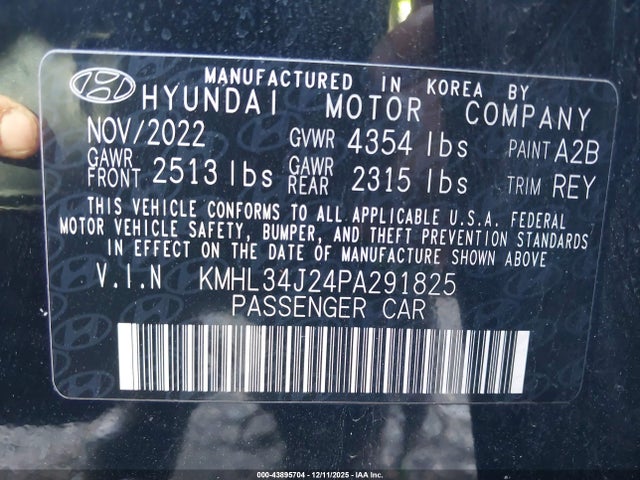 MANUFACTURED IN KOREA BY
HYUNDAI MOTOR COMPANY
NOV/2022 GVWR 4354 lbs PAINT A2B
GAWR FRONT 2513 lbs GAWR REAR 2315 lbs TRIM REY
THIS VEHICLE CONFORMS TO ALL APPLICABLE U.S.A. FEDERAL
MOTOR VEHICLE SAFETY, BUMPER, AND THEFT PREVENTION STANDARDS
IN EFFECT ON THE DATE OF MANUFACTURE SHOWN ABOVE
V.I.N KMHL34J24PA291825
PASSENGER CAR
000-43895704 - 12/11/2025 - IAA Inc.